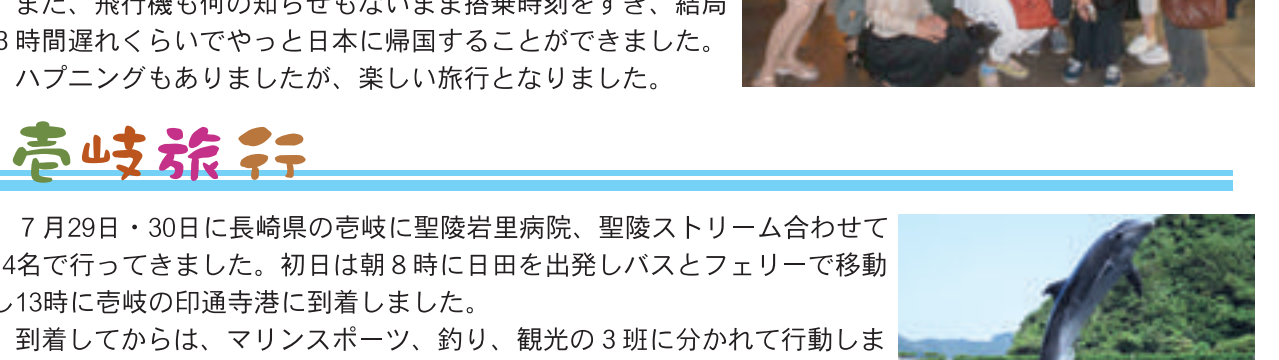 また、飛行機も何の知らせもないまま搭乗時刻をすぎ、結局
3時間遅れくらいでやっと日本に帰国することができました。
ハプニングもありましたが、楽しい旅行となりました。
壱岐旅行
７月29日・30日に長崎県の壱岐に聖陵岩里病院、聖陵ストリーム合わせて
4名で行ってきました。初日は朝８時に日田を出発しバスとフェリーで移動
し13時に壱岐の印通寺港に到着しました。
到着してからは、マリンスポーツ、釣り、観光の３班に分かれて行動しま